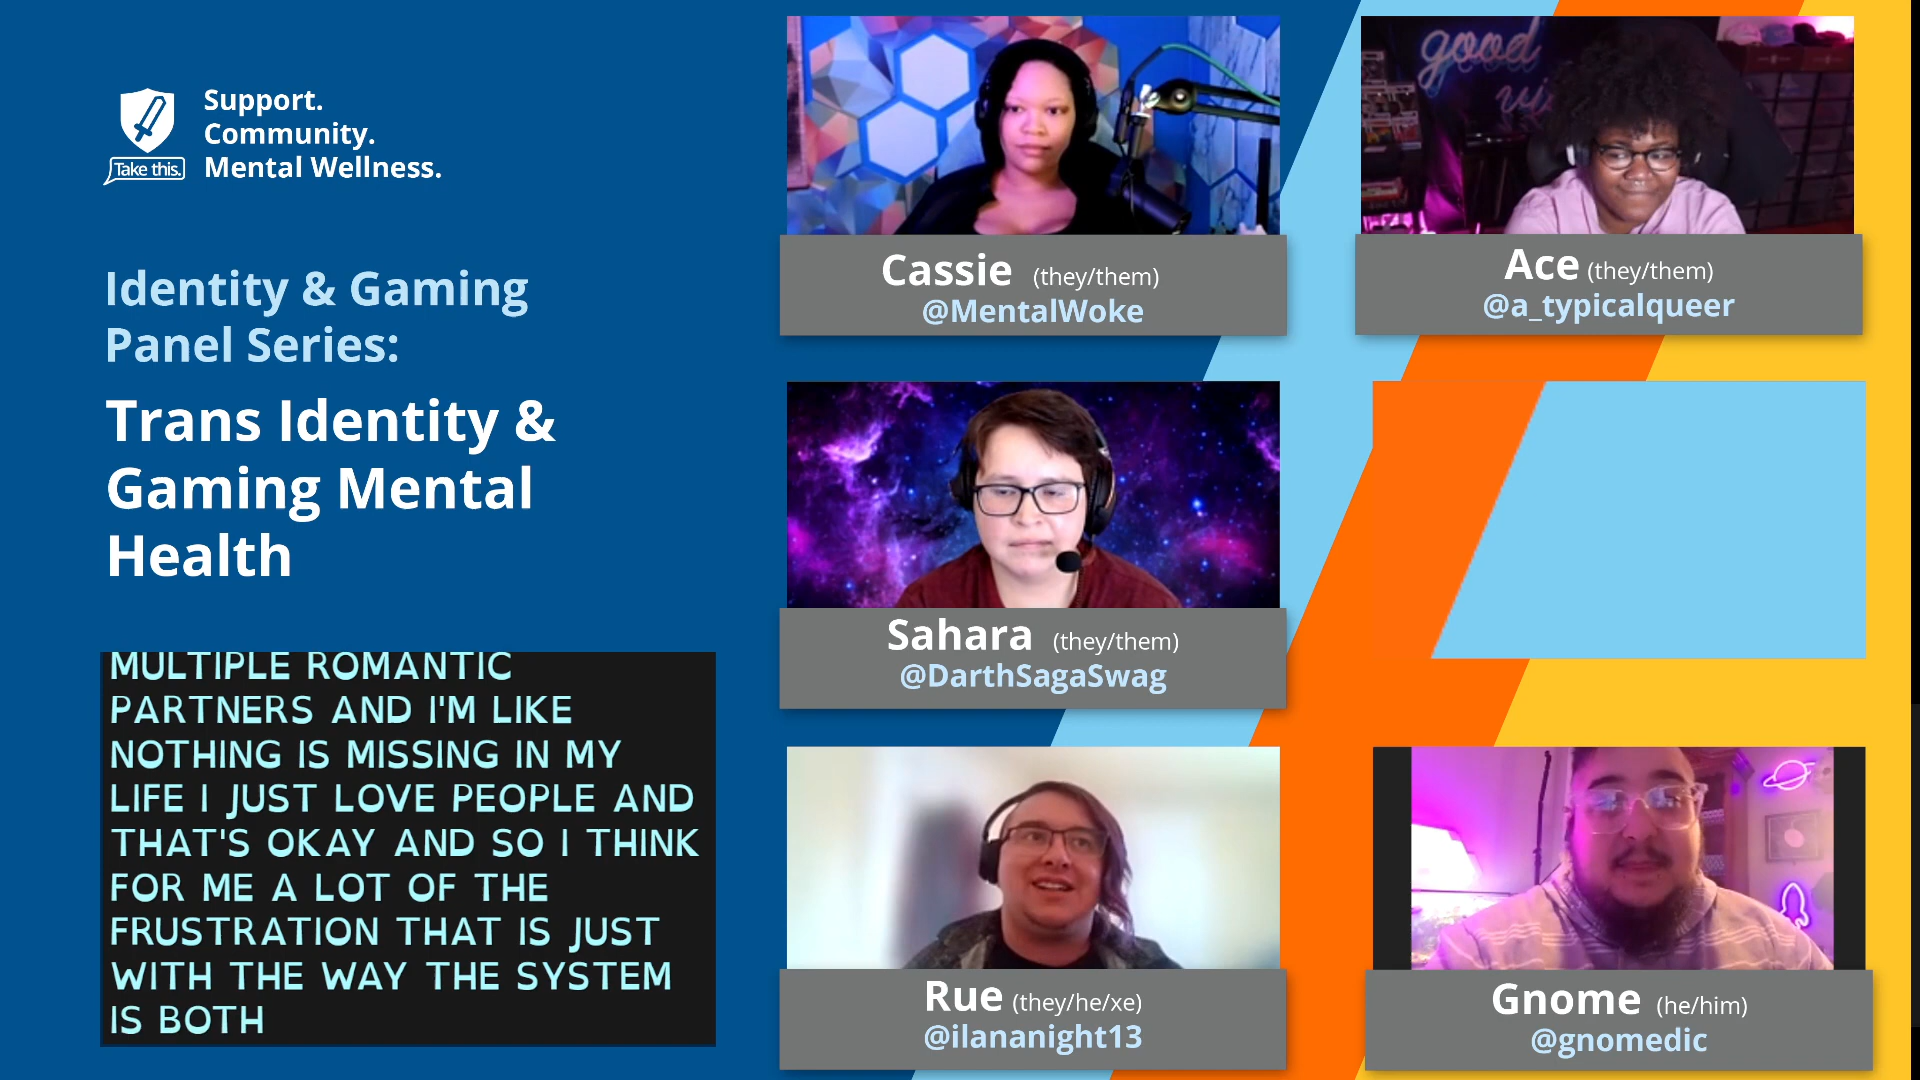 Support.
Community.
Mental Wellness.
Take this.
Identity & Gaming
Panel Series:
Trans Identity &
Gaming Mental
Health
MULTIPLE ROMANTIC
PARTNERS AND I'M LIKE
NOTHING IS MISSING IN MY
LIFE I JUST LOVE PEOPLE AND
THAT'S OKAY AND SO I THINK
FOR ME A LOT OF THE
FRUSTRATION THAT IS JUST
WITH THE WAY THE SYSTEM
IS BOTH
Cassie (they/them)
@MentalWoke
good
Ace (they/them)
@a_typicalqueer
Sahara (they/them)
@DarthSagaSwag
Rue (they/he/xe)
@ilananight13
Gnome (he/him)
@gnomedic